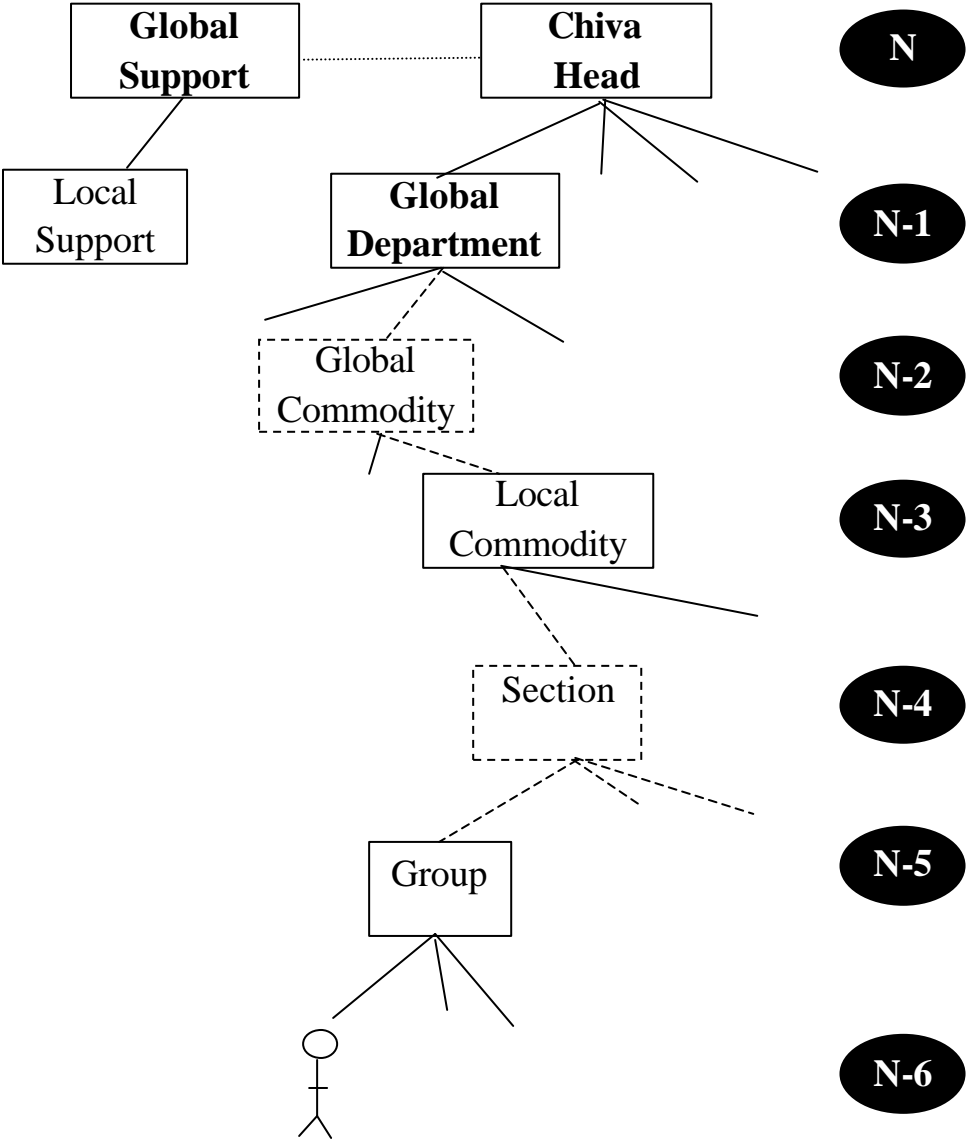 Global
Support
Chiva
Head
N
Local
Support
Global
Department
N-1
Global
Commodity
N-2
Local
Commodity
N-3
Section
N-4
Group
N-5
N-6